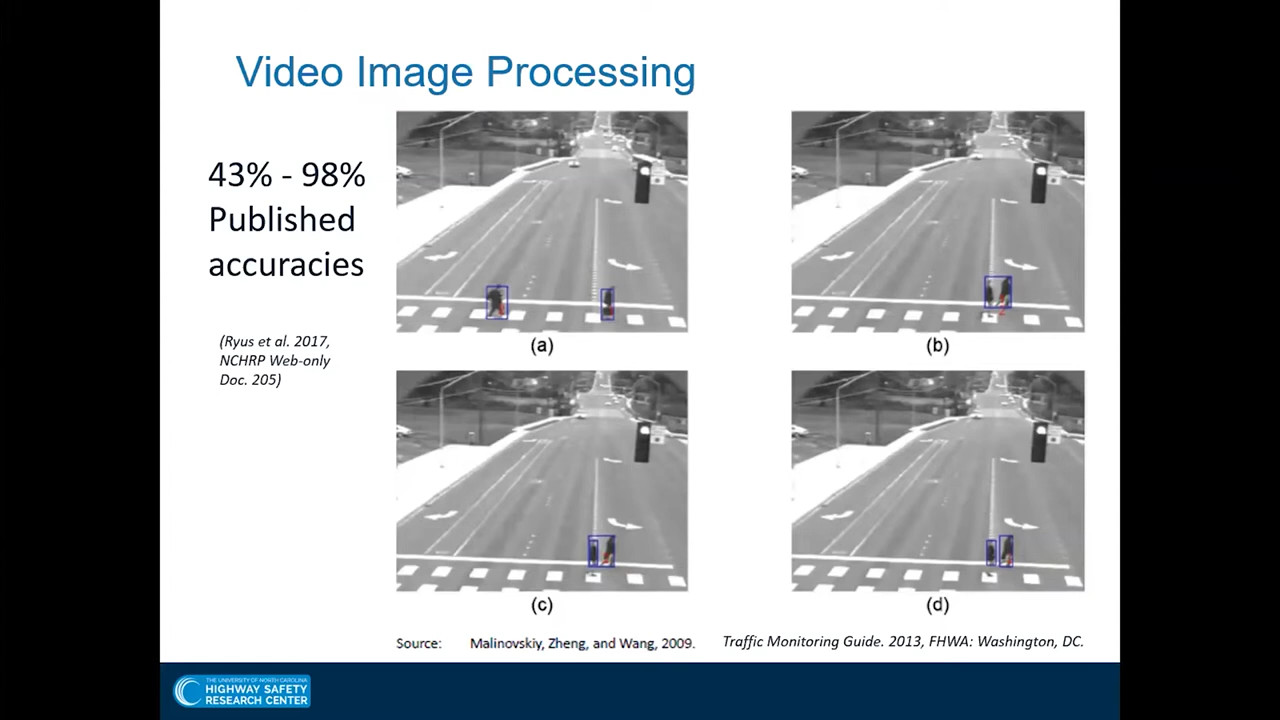 Video Image Processing
43% - 98%
Published
accuracies
(Ryus et al. 2017,
NCHRP Web-only
Doc. 205)
(a)
(b)
(c)
(d)
Source: Malinovskiy, Zheng, and Wang, 2009.
Traffic Monitoring Guide. 2013, FHWA: Washington, DC.
THE UNIVERSITY OF NORTH CAROLINA
HIGHWAY SAFETY
RESEARCH CENTER